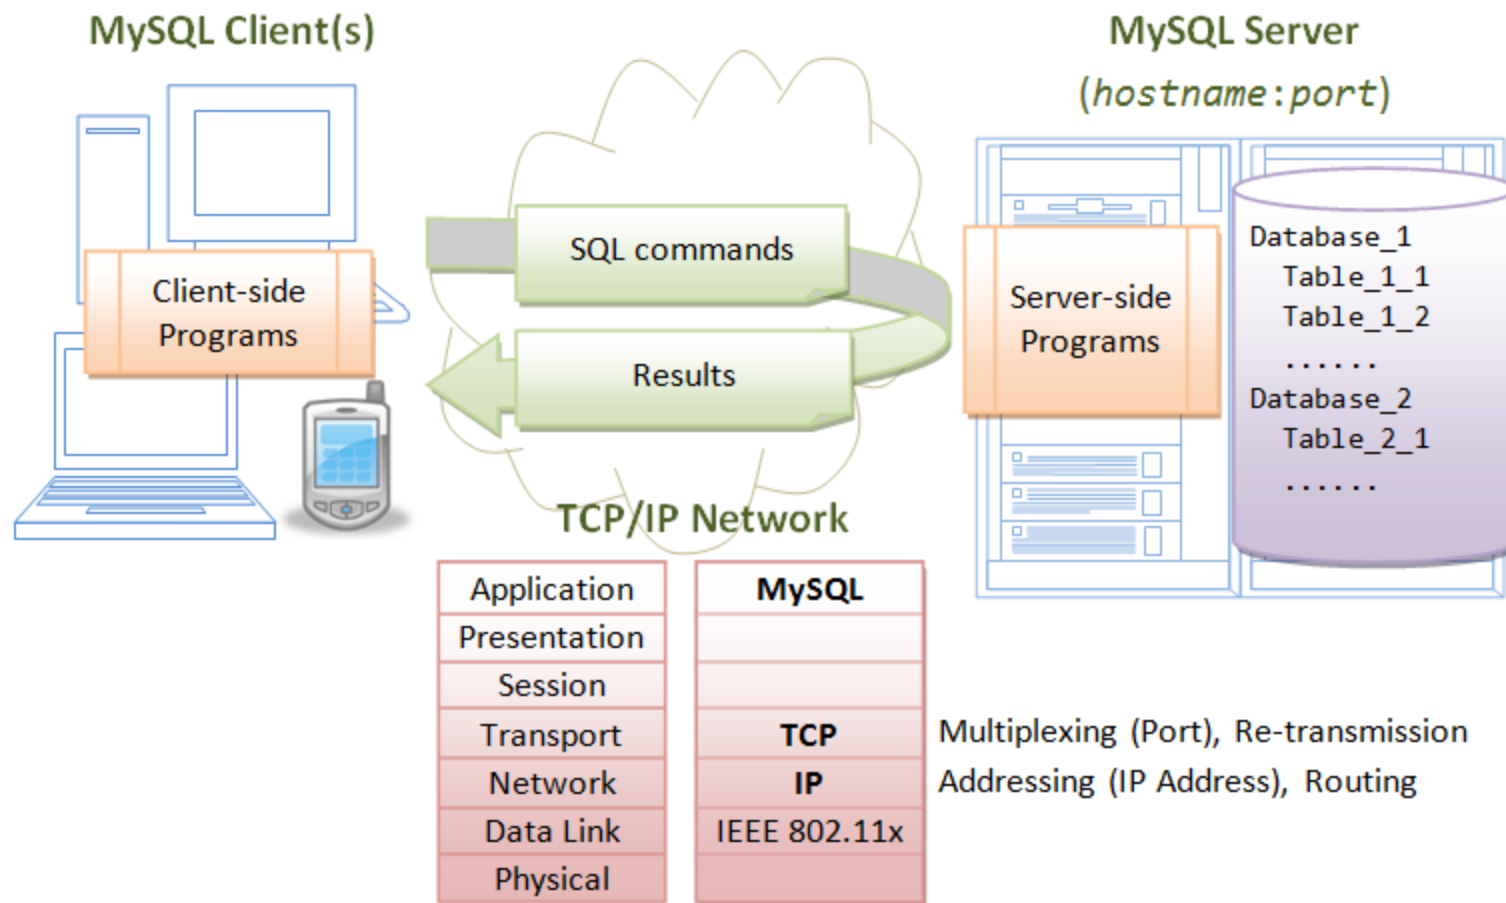 MySQL Client(s)
MySQL Server
(hostname:port)
Client-side
Programs
SQL commands
Results
Server-side
Programs
Database_1
Table_1_1
Table_1_2
......
Database_2
Table_2_1
......
TCP/IP Network
Application
MySQL
Presentation
Session
Transport
TCP
Multiplexing (Port), Re-transmission
Network
IP
Addressing (IP Address), Routing
Data Link
IEEE 802.11x
Physical